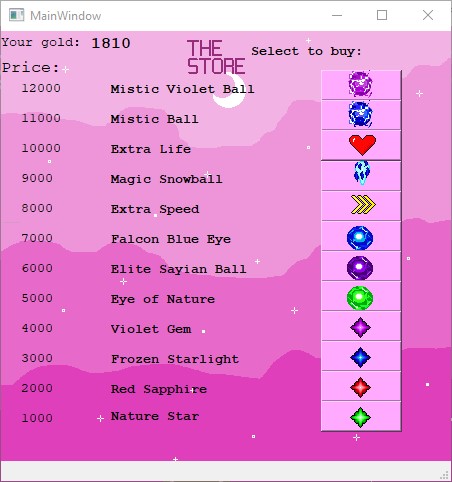 MainWindow
Your gold: 1810
THE
STORE
Select to buy:
Price:
12000 Mistic Violet Ball
11000 Mistic Ball
10000 Extra Life
9000 Magic Snowball
8000 Extra Speed
7000 Falcon Blue Eye
6000 Elite Sayian Ball
5000 Eye of Nature
4000 Violet Gem
3000 Frozen Starlight
2000 Red Sapphire
1000 Nature Star